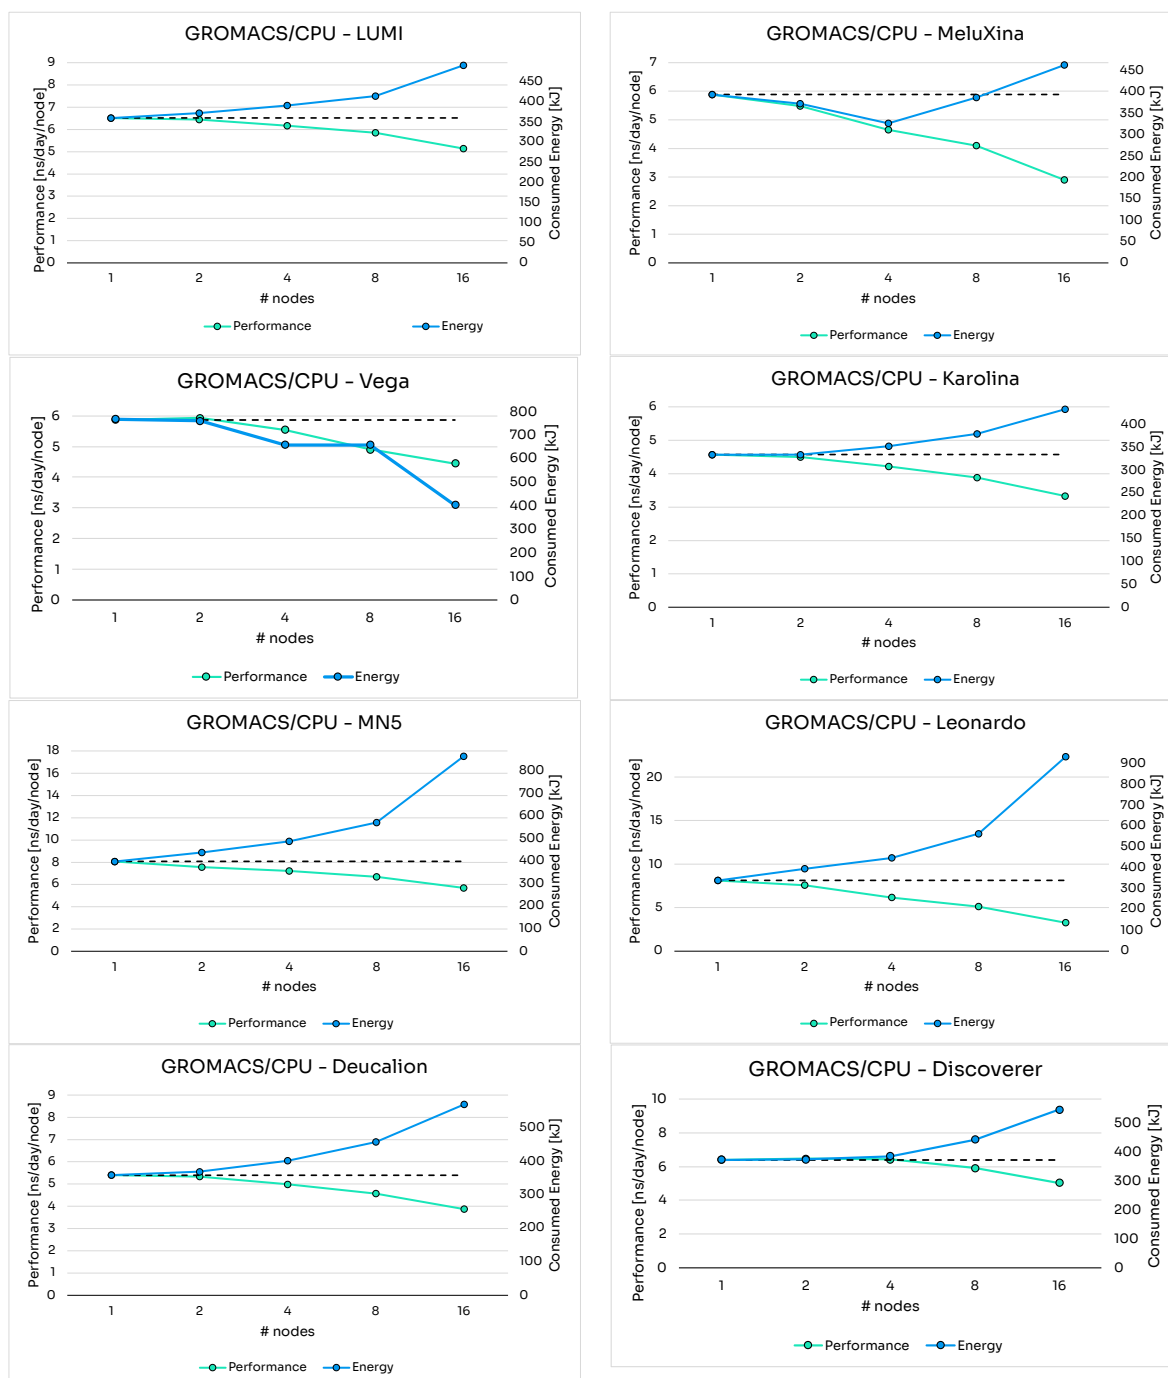 GROMACS/CPU - LUMI
Performance [ns/day/node]
9
8
7
6
5
4
3
2
1
0
450
400
350
300
250
200
150
100
50
0
Consumed Energy [kJ]
1 2 4 8 16
# nodes
Performance Energy
GROMACS/CPU - MeluXina
Performance [ns/day/node]
7
6
5
4
3
2
1
0
450
400
350
300
250
200
150
100
50
0
Consumed Energy [kJ]
1 2 4 8 16
# nodes
Performance Energy
GROMACS/CPU - Vega
Performance [ns/day/node]
6
5
4
3
2
1
0
800
700
600
500
400
300
200
100
0
Consumed Energy [kJ]
1 2 4 8 16
# nodes
Performance Energy
GROMACS/CPU - Karolina
Performance [ns/day/node]
6
5
4
3
2
1
0
400
350
300
250
200
150
100
50
0
Consumed Energy [kJ]
1 2 4 8 16
# nodes
Performance Energy
GROMACS/CPU - MN5
Performance [ns/day/node]
18
16
14
12
10
8
6
4
2
0
800
700
600
500
400
300
200
100
0
Consumed Energy [kJ]
1 2 4 8 16
# nodes
Performance Energy
GROMACS/CPU - Leonardo
Performance [ns/day/node]
20
15
10
5
0
900
800
700
600
500
400
300
200
100
0
Consumed Energy [kJ]
1 2 4 8 16
# nodes
Performance Energy
GROMACS/CPU - Deucalion
Performance [ns/day/node]
9
8
7
6
5
4
3
2
1
0
500
400
300
200
100
0
Consumed Energy [kJ]
1 2 4 8 16
# nodes
Performance Energy
GROMACS/CPU - Discoverer
Performance [ns/day/node]
10
8
6
4
2
0
500
400
300
200
100
0
Consumed Energy [kJ]
1 2 4 8 16
# nodes
Performance Energy